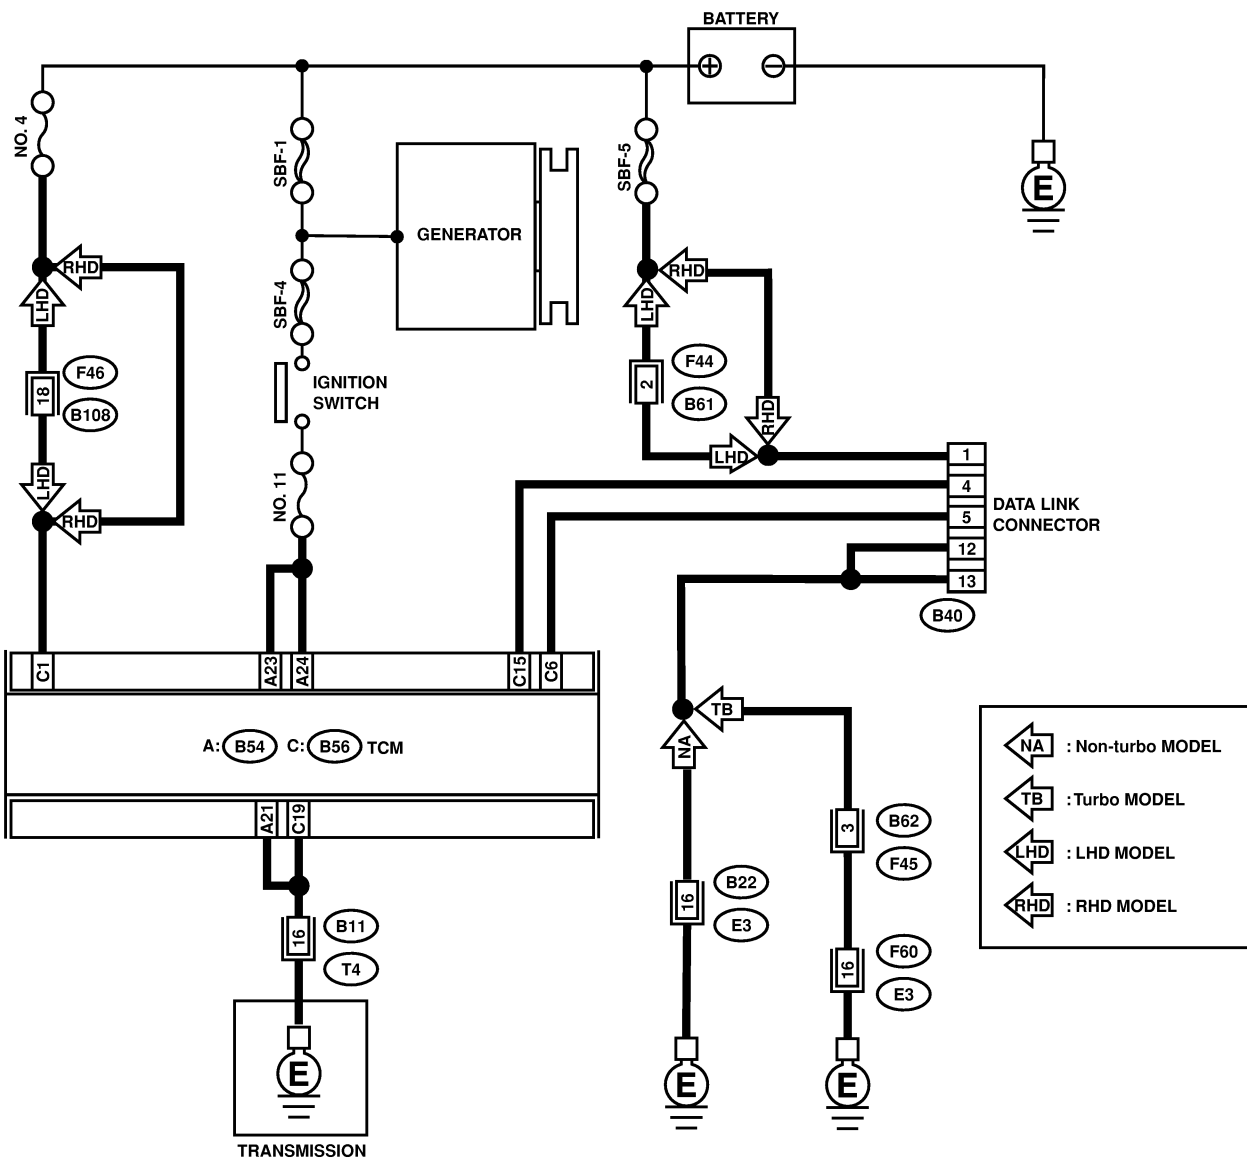 BATTERY
NO. 4
SBF-1
SBF-5
E
GENERATOR
RHD
RHD
LHD
SBF-4
LHD
F46
18
B108
IGNITION
SWITCH
F44
2
B61
RHD
LHD
LHD
NO. 11
RHD
1
4
5
12
13
DATA LINK
CONNECTOR
B40
C1
A23
A24
C15
C6
A: B54 C: B56 TCM
TB
NA
NA : Non-turbo MODEL
TB : Turbo MODEL
LHD : LHD MODEL
RHD : RHD MODEL
A21
C19
3
B62
F45
16
B22
E3
16
B11
T4
16
F60
E3
E
E
E
TRANSMISSION